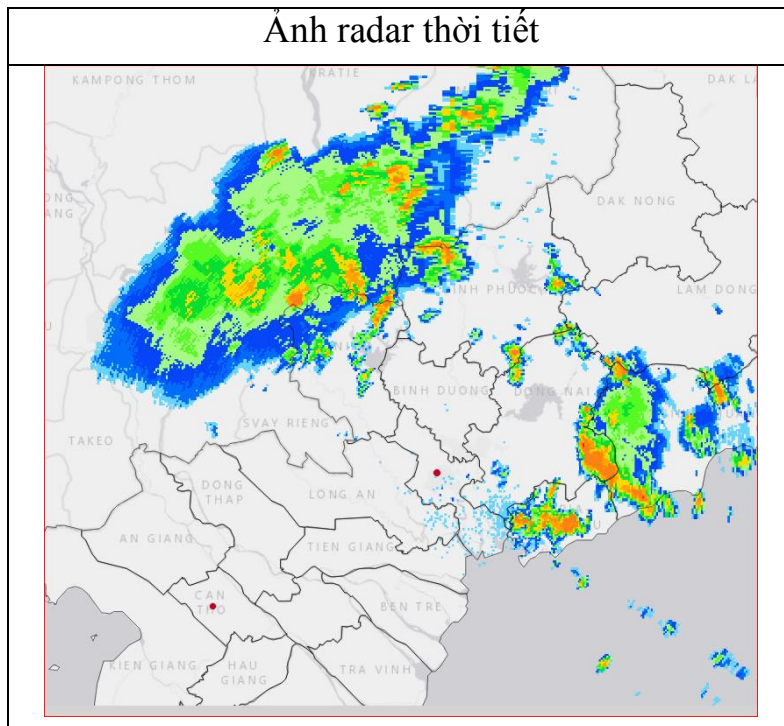 Ảnh radar thời tiết
KAMPONG THOM
KRATIE
DAK LA
DAK NONG
LAM DONG
BINH DUONG
DONG NAI
SVAY RIENG
TAKEO
DONG
THAP
LONG AN
AN GIANG
TIEN GIANG
CAN
THO
BEN TRE
KIEN GIANG
HAU
GIANG
TRA VINH